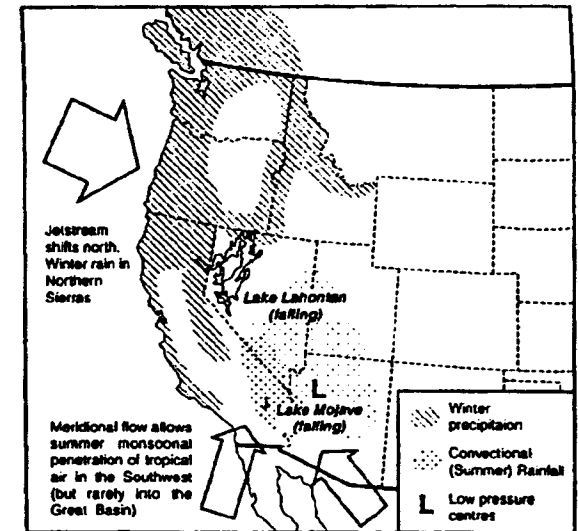 Jetstream
shifts north.
Winter rain in
Northern
Sierras
Lake Lahontan
(falling)
L
Lake Mojave
(falling)
Meridional flow allows
summer monsoonal
penetration of tropical
air in the Southwest
(but rarely into the
Great Basin)
Winter
precipitaion
Convectional
(Summer) Rainfall
L Low pressure
centres